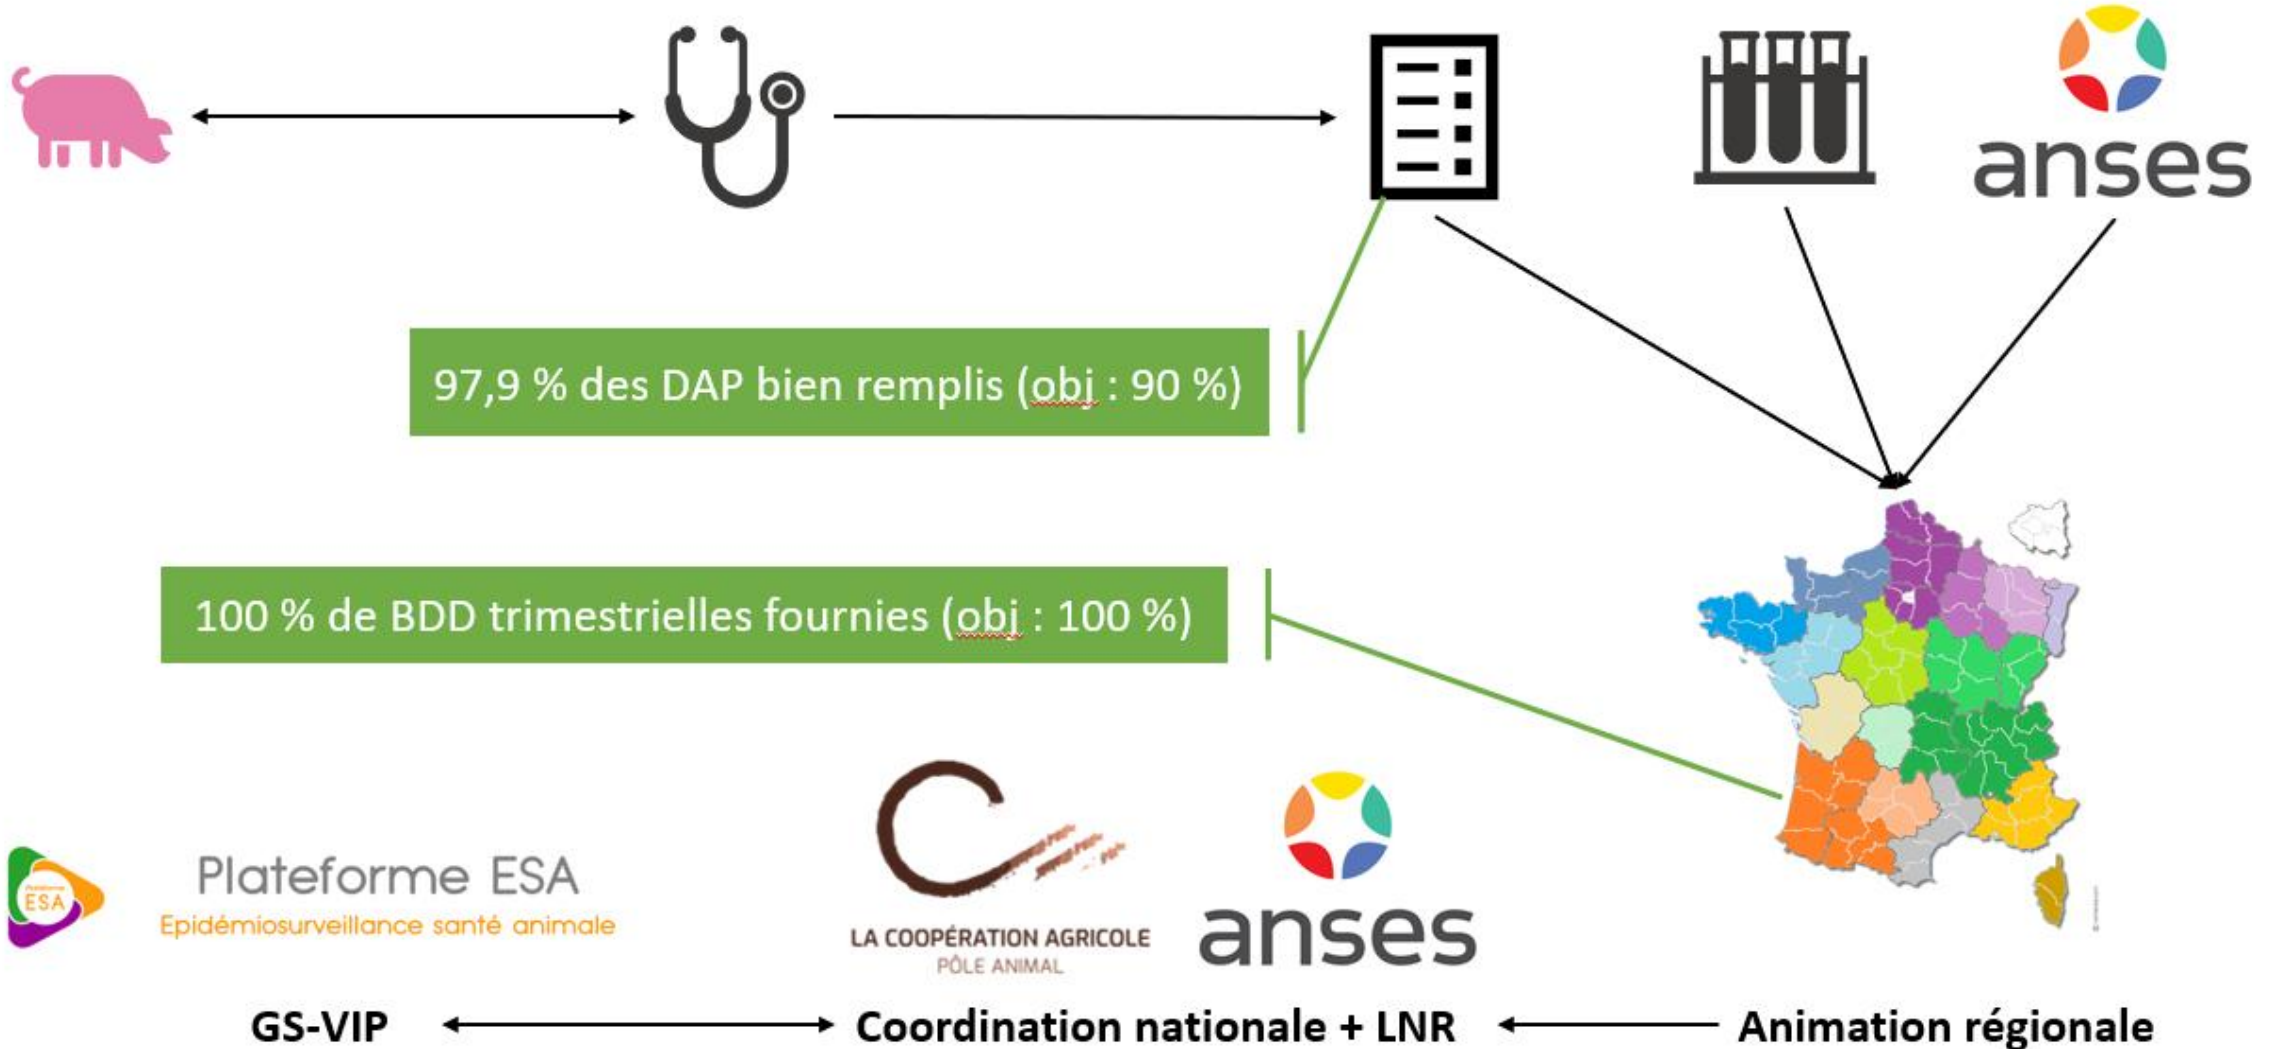 anses
97,9 % des DAP bien remplis (obj : 90 %)
100 % de BDD trimestrielles fournies (obj : 100 %)
Plateforme ESA
Epidémiosurveillance santé animale
ESA
LA COOPÉRATION AGRICOLE
PÔLE ANIMAL
anses
GS-VIP
Coordination nationale + LNR
Animation régionale